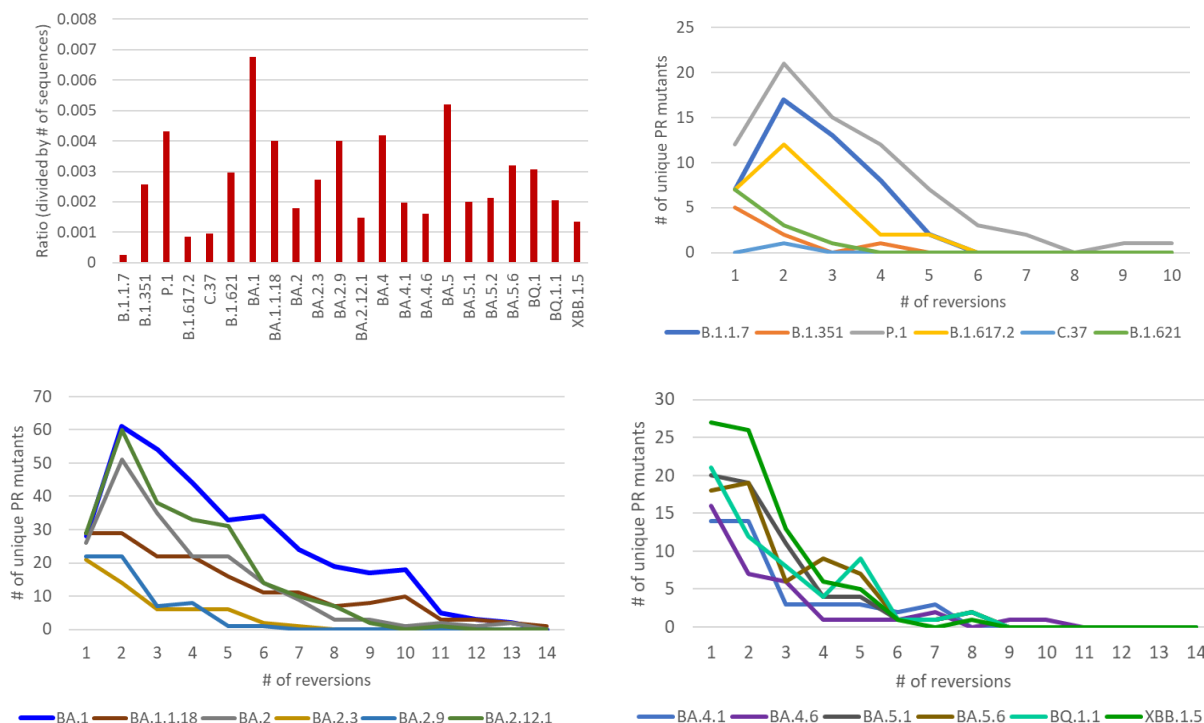 Ratio (divided by # of sequences)
0.008
0.007
0.006
0.005
0.004
0.003
0.002
0.001
0
B.1.1.7
B.1.351
P.1
B.1.617.2
C.37
B.1.621
BA.1
BA.1.1.18
BA.2
BA.2.3
BA.2.9
BA.2.12.1
BA.4
BA.4.1
BA.4.6
BA.5
BA.5.1
BA.5.2
BA.5.6
BQ.1
BQ.1.1
XBB.1.5
# of unique PR mutants
25
20
15
10
5
0
1 2 3 4 5 6 7 8 9 10
# of reversions
B.1.1.7 B.1.351 P.1 B.1.617.2 C.37 B.1.621
# of unique PR mutants
70
60
50
40
30
20
10
0
1 2 3 4 5 6 7 8 9 10 11 12 13 14
# of reversions
BA.1 BA.1.1.18 BA.2 BA.2.3 BA.2.9 BA.2.12.1
# of unique PR mutants
30
25
20
15
10
5
0
1 2 3 4 5 6 7 8 9 10 11 12 13 14
# of reversions
BA.4.1 BA.4.6 BA.5.1 BA.5.6 BQ.1.1 XBB.1.5